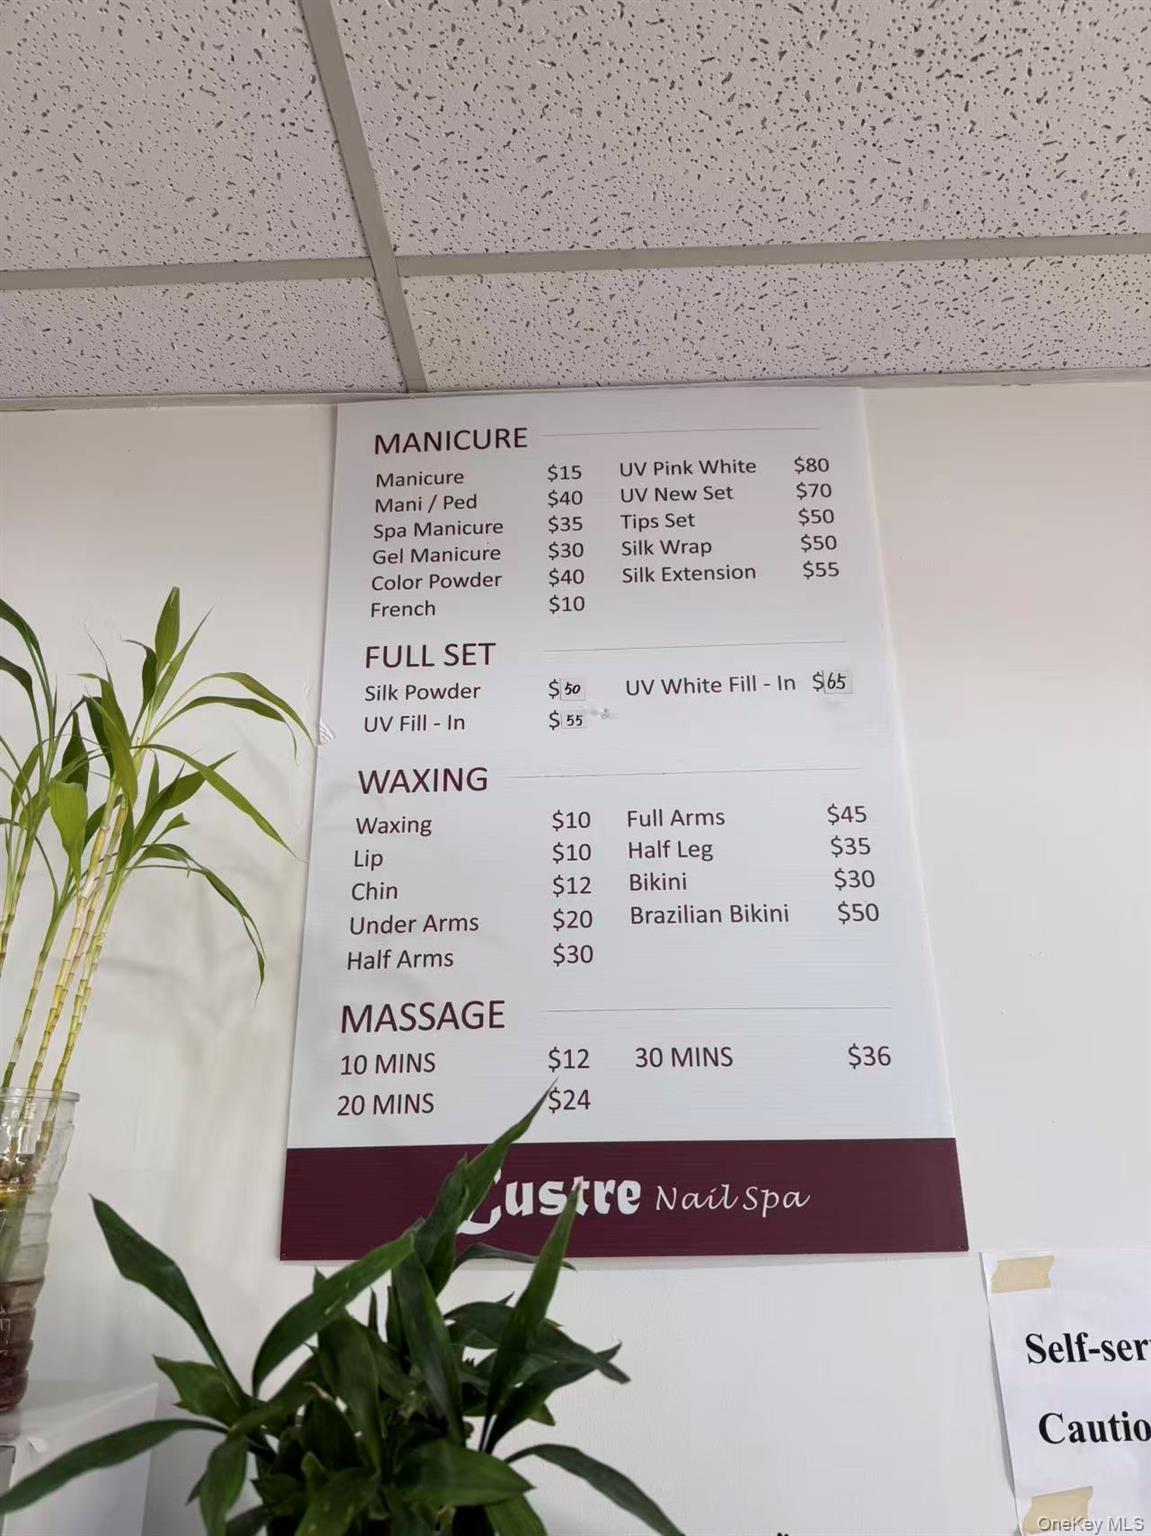 MANICURE
Manicure $15 UV Pink White $80
Mani / Ped $40 UV New Set $70
Spa Manicure $35 Tips Set $50
Gel Manicure $30 Silk Wrap $50
Color Powder $40 Silk Extension $55
French $10
FULL SET
Silk Powder $50 UV White Fill - In $65
UV Fill - In $55
WAXING
Waxing $10 Full Arms $45
Lip $10 Half Leg $35
Chin $12 Bikini $30
Under Arms $20 Brazilian Bikini $50
Half Arms $30
MASSAGE
10 MINS $12 30 MINS $36
20 MINS $24
Lustre Nail Spa
Self-ser
Cautio
OneKey MLS